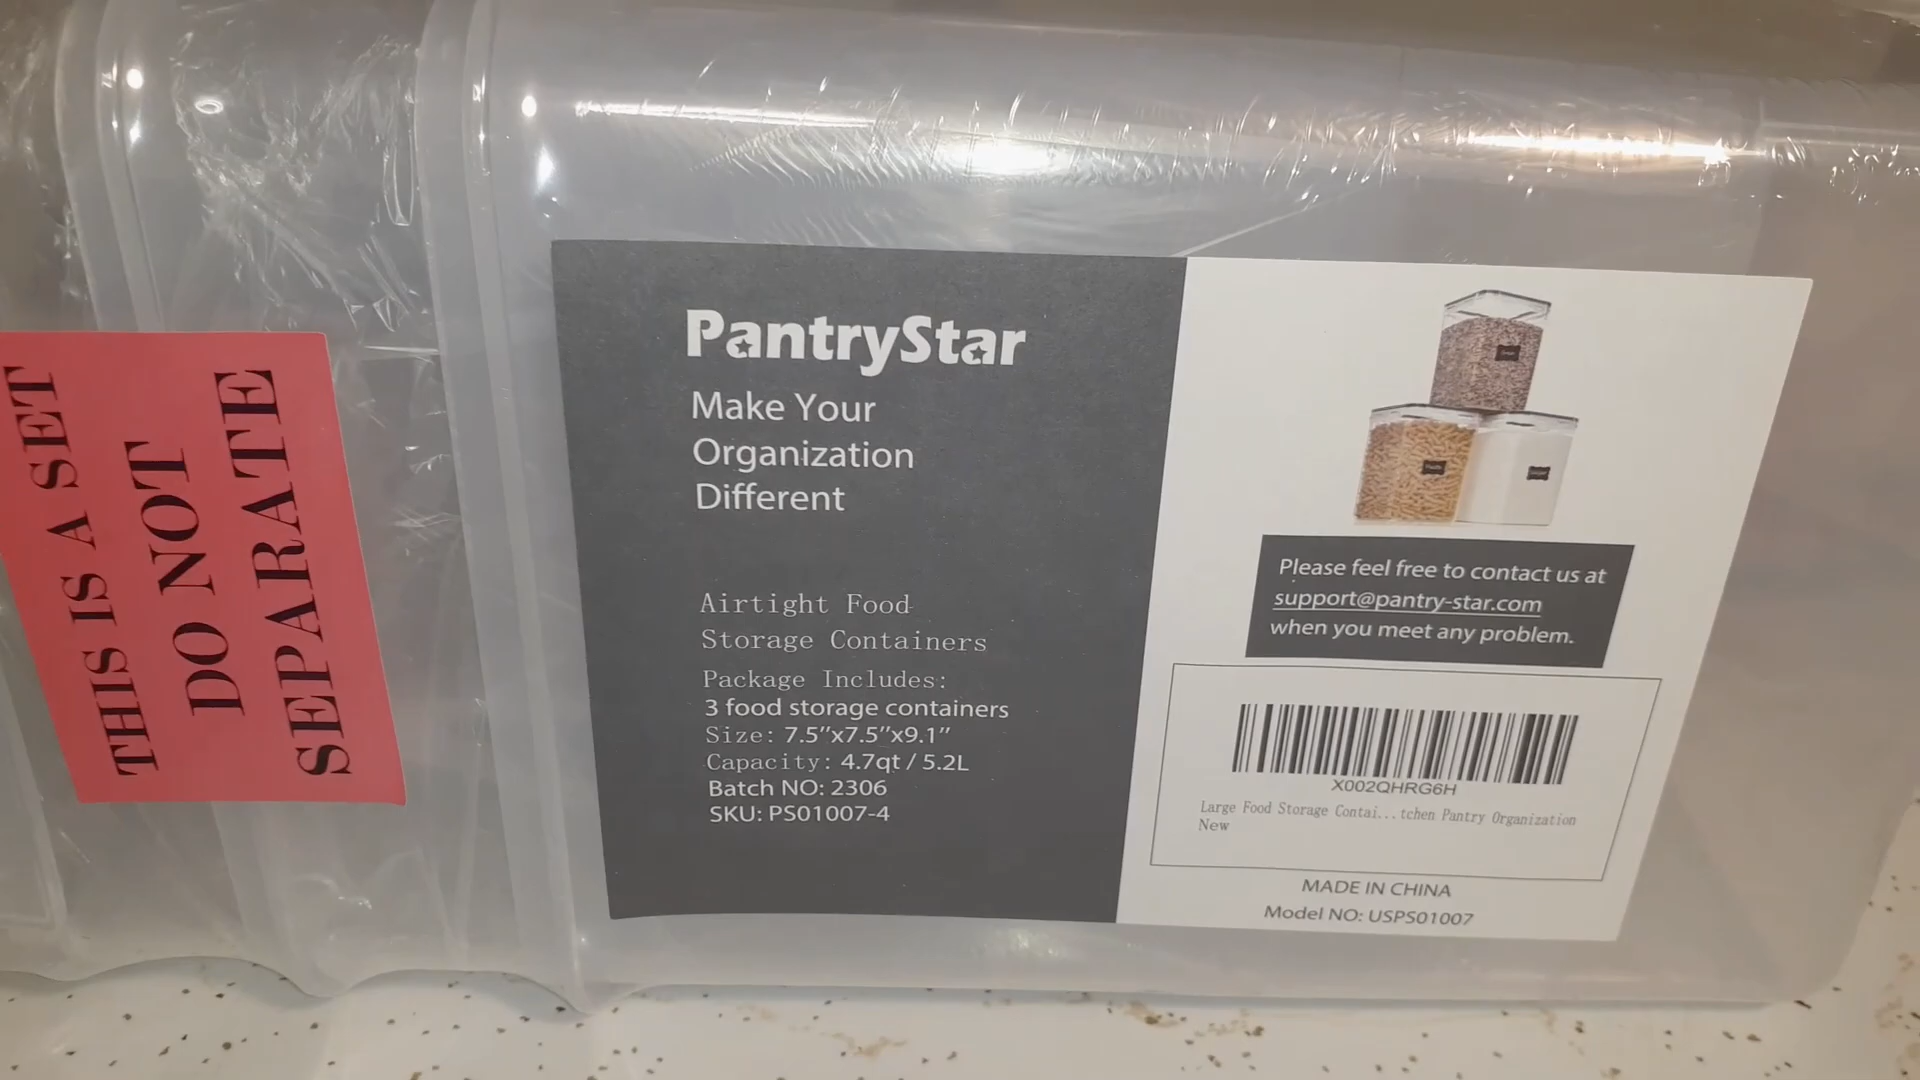 THIS IS A SET
DO NOT
SEPARATE
PantryStar
Make Your
Organization
Different
Airtight Food
Storage Containers
Package Includes:
3 food storage containers
Size: 7.5”x7.5”x9.1”
Capacity: 4.7qt / 5.2L
Batch NO: 2306
SKU: PS01007-4
Please feel free to contact us at
support@pantry-star.com
when you meet any problem.
X002QHRG6H
Large Food Storage Contai...tchen Pantry Organization
New
MADE IN CHINA
Model NO: USPS01007